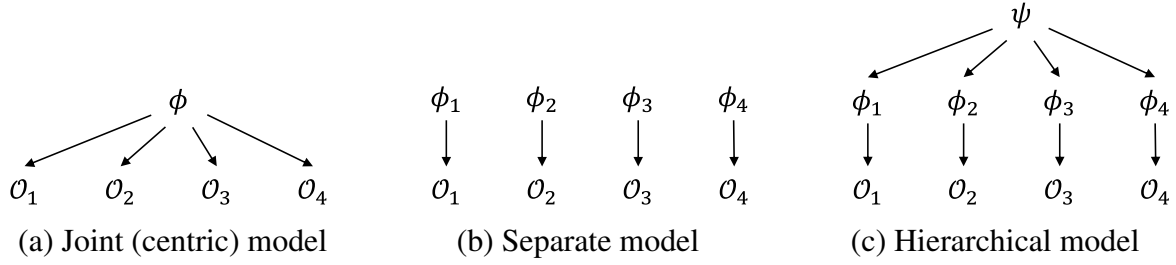 ψ
ϕ ϕ₁ ϕ₂ ϕ₃ ϕ₄ ϕ₁ ϕ₂ ϕ₃ ϕ₄
𝒪₁ 𝒪₂ 𝒪₃ 𝒪₄ 𝒪₁ 𝒪₂ 𝒪₃ 𝒪₄ 𝒪₁ 𝒪₂ 𝒪₃ 𝒪₄
(a) Joint (centric) model (b) Separate model (c) Hierarchical model